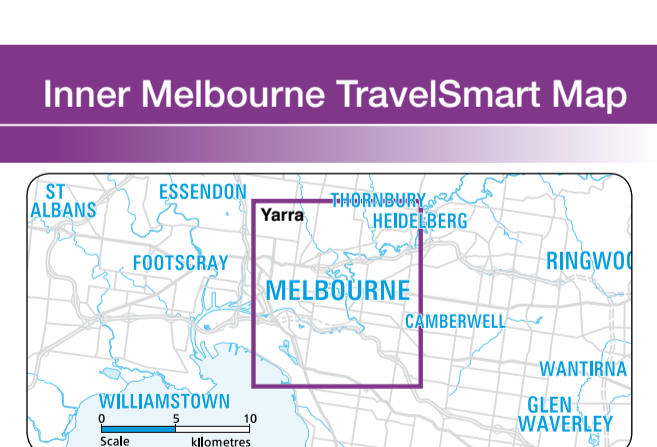 Inner Melbourne TravelSmart Map
ST
ALBANS
ESSENDON
THORNBURY
Yarra
HEIDELBERG
FOOTSCRAY
RINGWOO
MELBOURNE
CAMBERWELL
WANTIRNA
WILLIAMSTOWN
GLEN
WAVERLEY
0 5 10
Scale kilometres